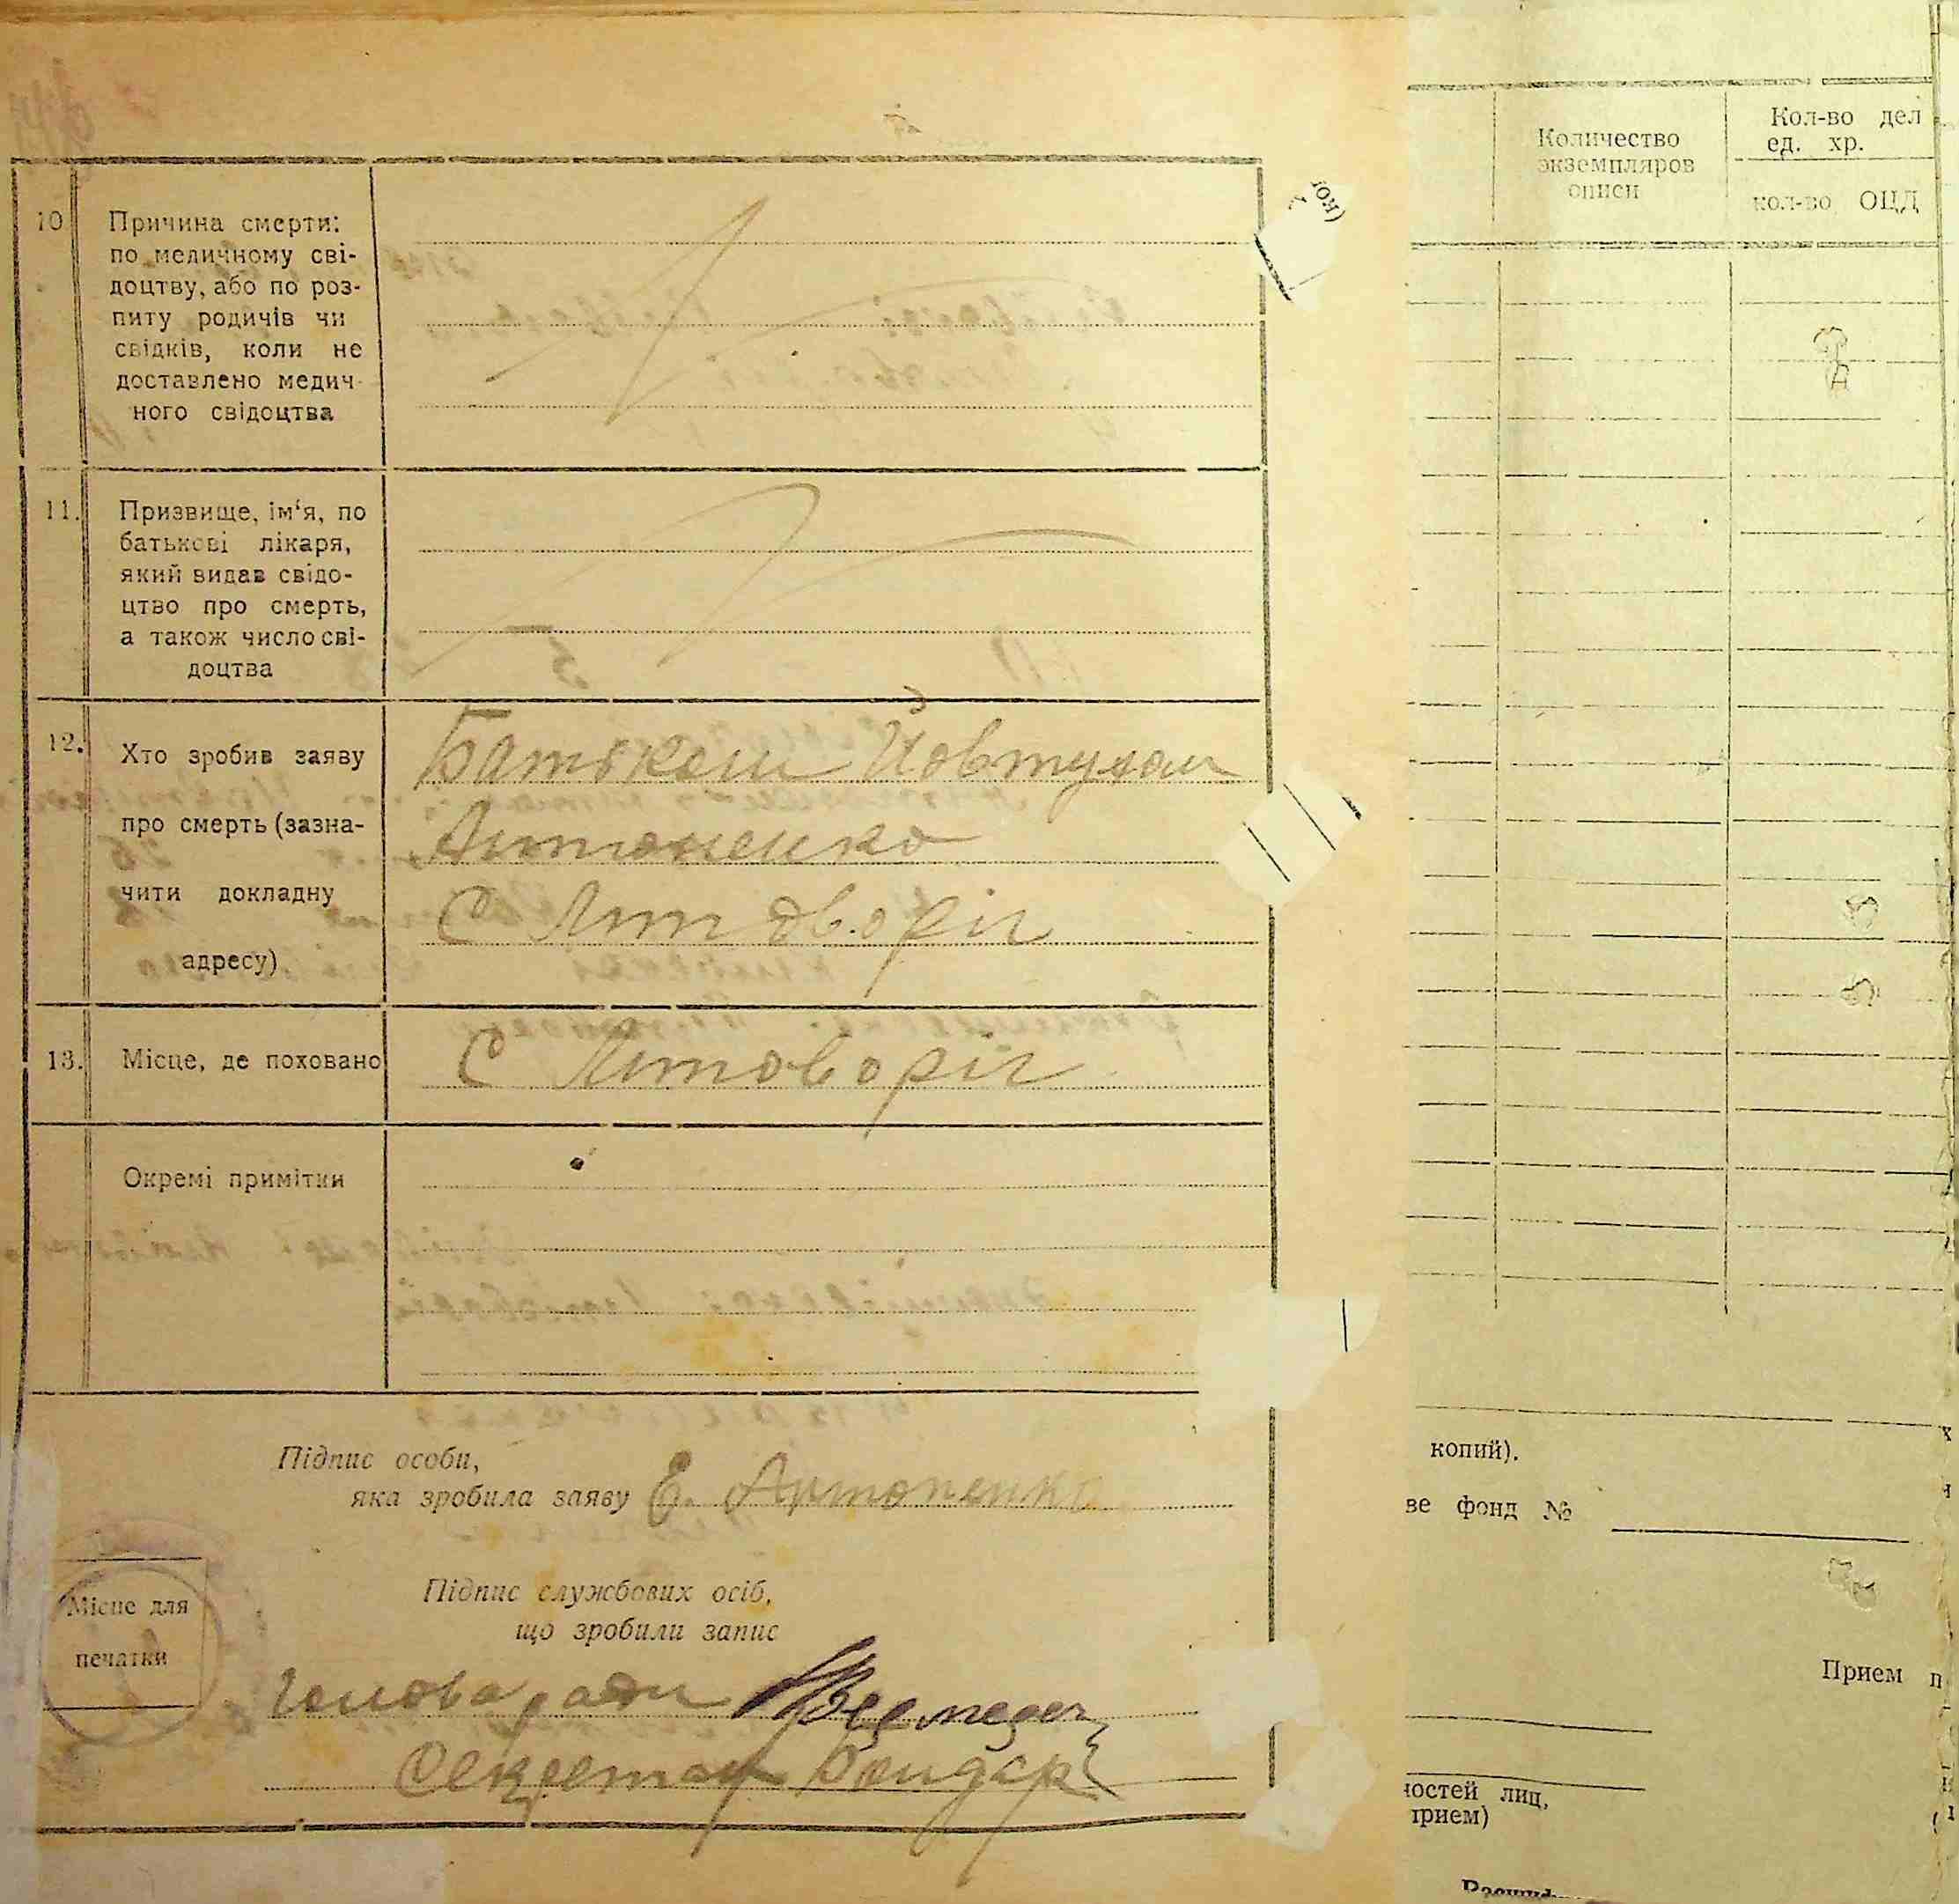 10
Причина смерти:
по медичному сві-
доцтву, або по роз-
питу родичів чи
свідків, коли не
доставлено медич-
ного свідоцтва
11.
Призвище, ім‘я, по
батькові лікаря,
який видав свідо-
цтво про смерть,
а також число сві-
доцтва
12.
Хто зробив заяву
про смерть (зазна-
чити докладну
адресу)
Батьком Йовтухом
Антоненко
С
13.
Місце, де поховано
С
Окремі примітки
Підпис особи,
яка зробила заяву Е. Антоненко
Місце для
печатки
Підпис службових осіб,
що зробили запис
Голова ради
Секретар Бондар
Количество
экземпляров
описи
Кол-во дел
ед. хр.
кол-во ОЦД
копий).
ве фонд №
Прием п
ностей лиц,
прием)